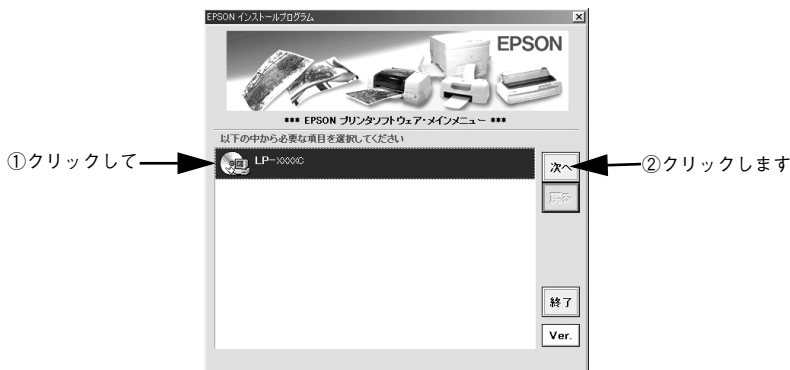 EPSON インストールプログラム
EPSON
*** EPSON プリンタソフトウェア・メインメニュー ***
以下の中から必要な項目を選択してください
①クリックして
LP-XXXXC
次へ
②クリックします
戻る
終了
Ver.